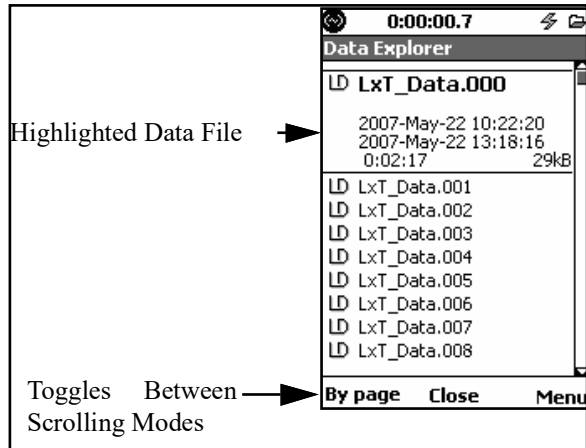 0:00:00.7
Data Explorer
LD LxT_Data.000
Highlighted Data File
2007-May-22 10:22:20
2007-May-22 13:18:16
0:02:17 29kB
LD LxT_Data.001
LD LxT_Data.002
LD LxT_Data.003
LD LxT_Data.004
LD LxT_Data.005
LD LxT_Data.006
LD LxT_Data.007
LD LxT_Data.008
Toggles Between
Scrolling Modes
By page Close Menu